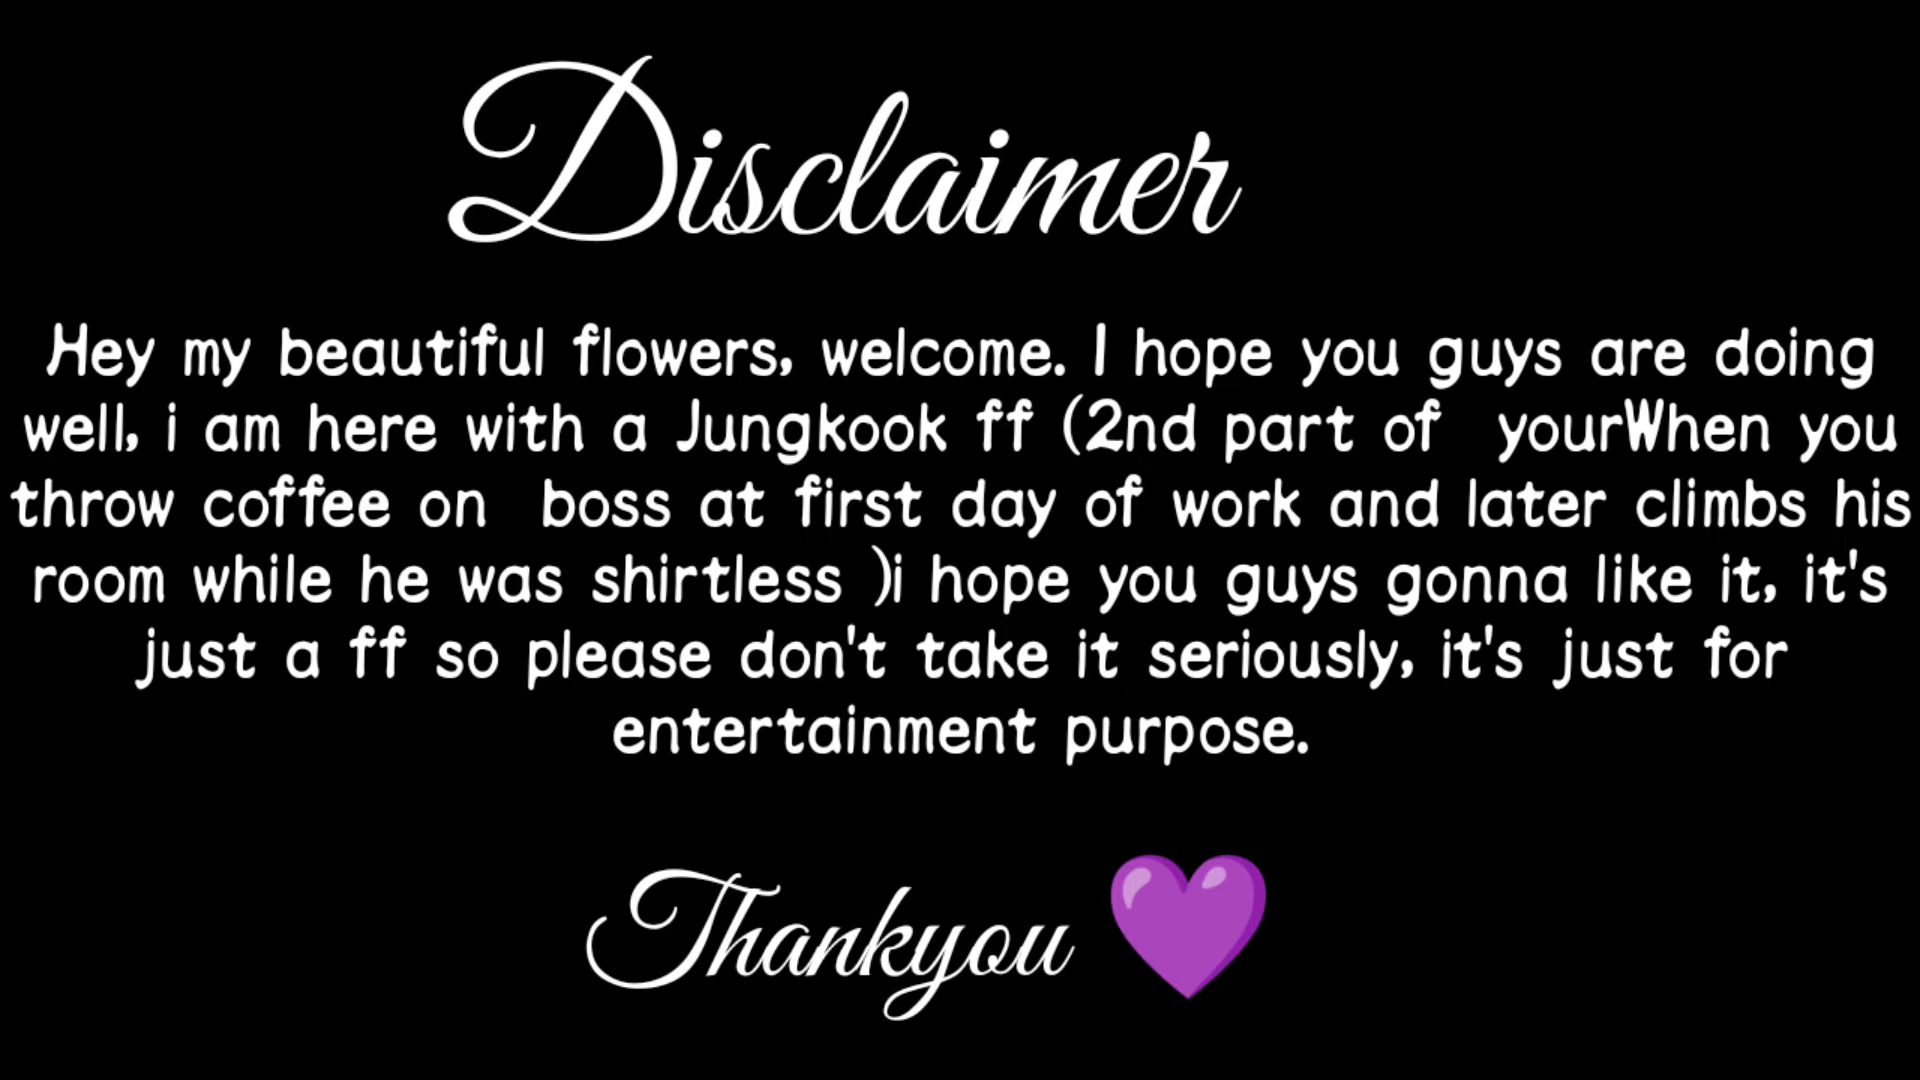 Disclaimer
Hey my beautiful flowers, welcome. I hope you guys are doing
well, i am here with a Jungkook ff (2nd part of yourWhen you
throw coffee on boss at first day of work and later climbs his
room while he was shirtless )i hope you guys gonna like it, it's
just a ff so please don't take it seriously, it's just for
entertainment purpose.
Thankyou 💜